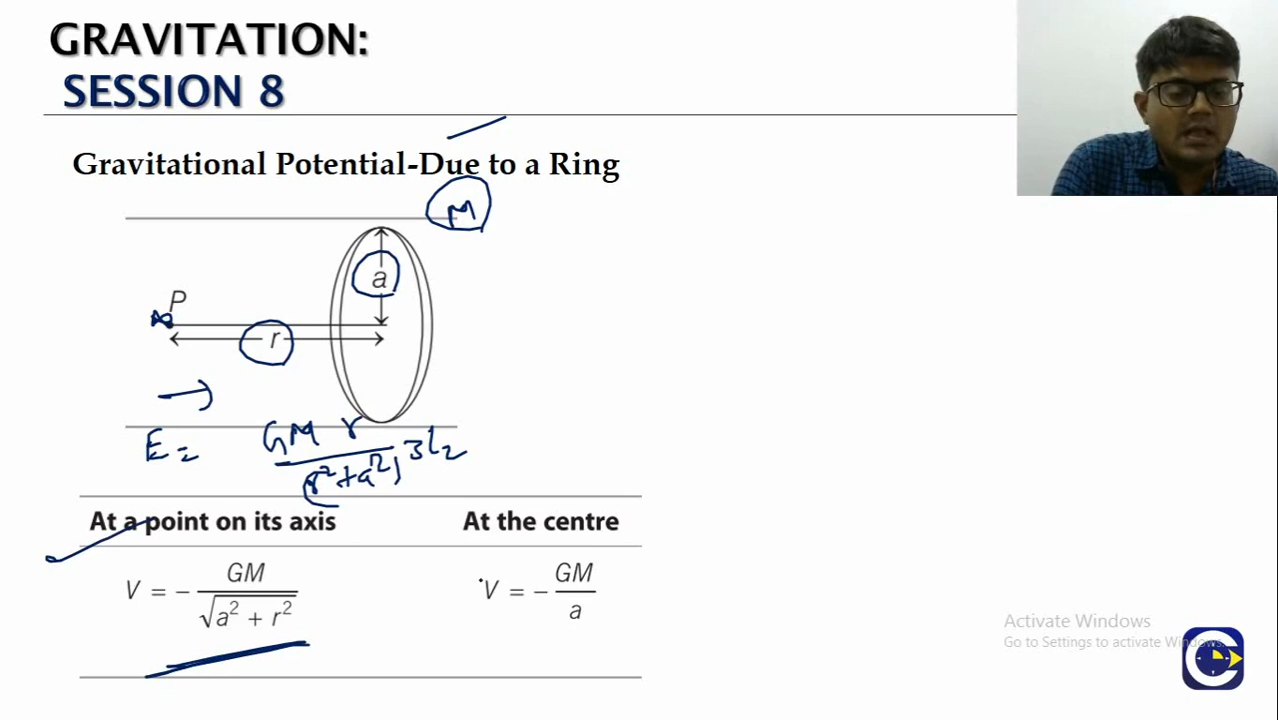 GRAVITATION:
SESSION 8
Gravitational Potential-Due to a Ring
M
a
P
r
E = GM r / (r² + a²)^3/2
At a point on its axis At the centre
V = - GM / √a² + r² V = - GM / a
Activate Windows
Go to Settings to activate Windows.